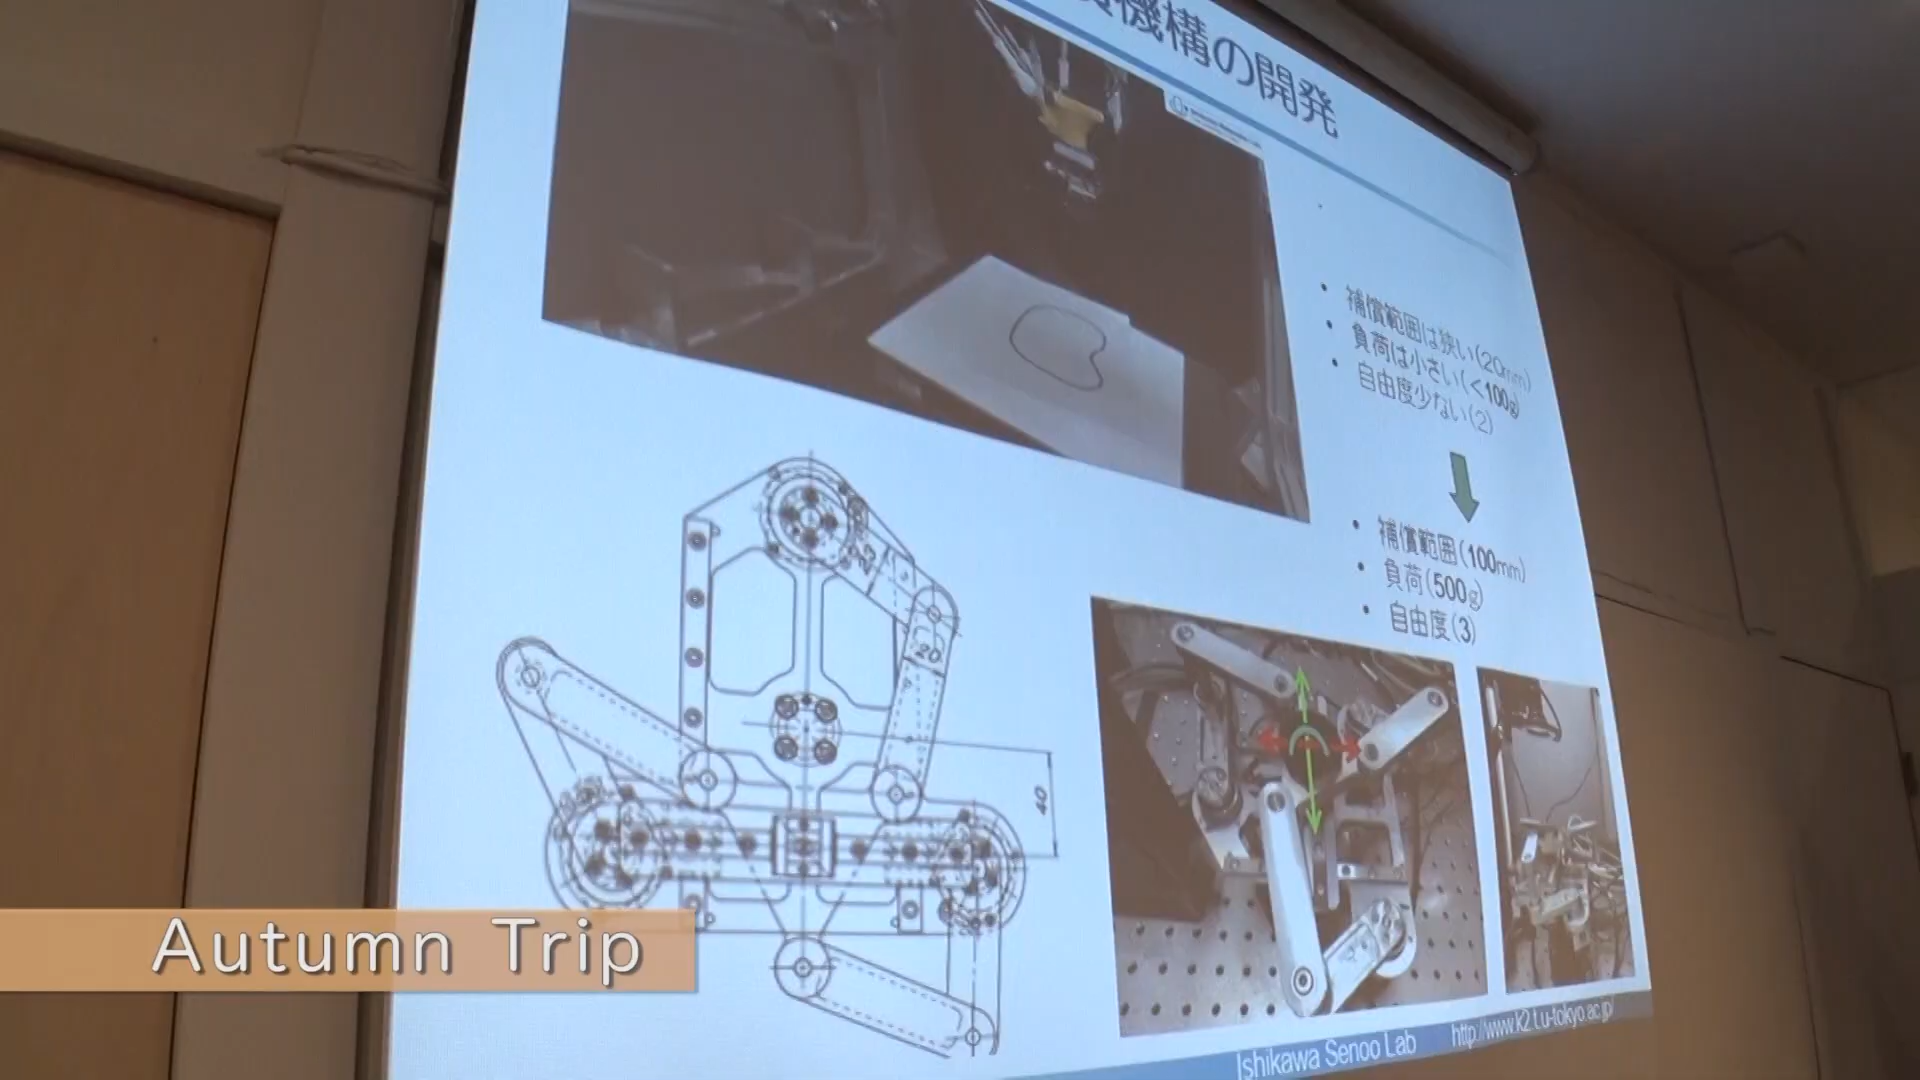 機構の開発
• 補償範囲は狭い(20mm)
• 負荷は小さい(<100g)
• 自由度少ない(2)
• 補償範囲(100mm)
• 負荷(500g)
• 自由度(3)
20
40
Autumn Trip
Ishikawa Senoo Lab http://www.k2.t.u-tokyo.ac.jp/